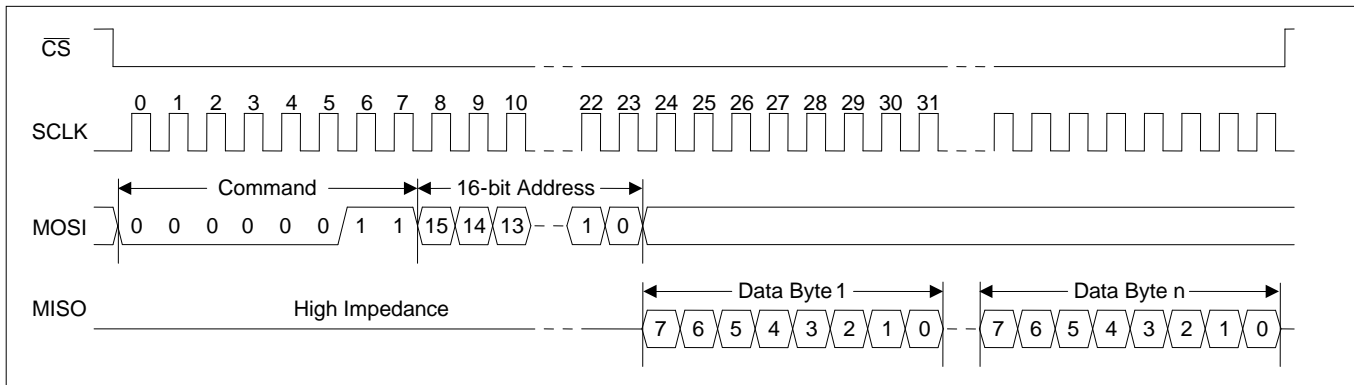 CS
0 1 2 3 4 5 6 7 8 9 10 22 23 24 25 26 27 28 29 30 31
SCLK
Command 16-bit Address
MOSI 0 0 0 0 0 0 1 1 15 14 13 1 0
Data Byte 1 Data Byte n
MISO High Impedance
7 6 5 4 3 2 1 0 7 6 5 4 3 2 1 0